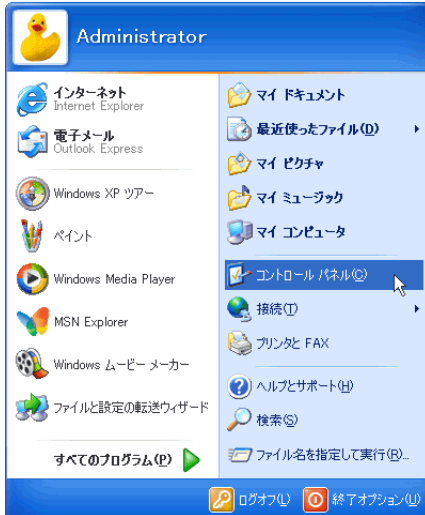 Administrator
インターネット
Internet Explorer
電子メール
Outlook Express
Windows XP ツアー
ペイント
Windows Media Player
MSN Explorer
Windows ムービー メーカー
ファイルと設定の転送ウィザード
すべてのプログラム(P)
マイ ドキュメント
最近使ったファイル(D)
マイ ピクチャ
マイ ミュージック
マイ コンピュータ
コントロール パネル(C)
接続(T)
プリンタと FAX
ヘルプとサポート(H)
検索(S)
ファイル名を指定して実行(R)...
ログオフ(L)
終了オプション(U)